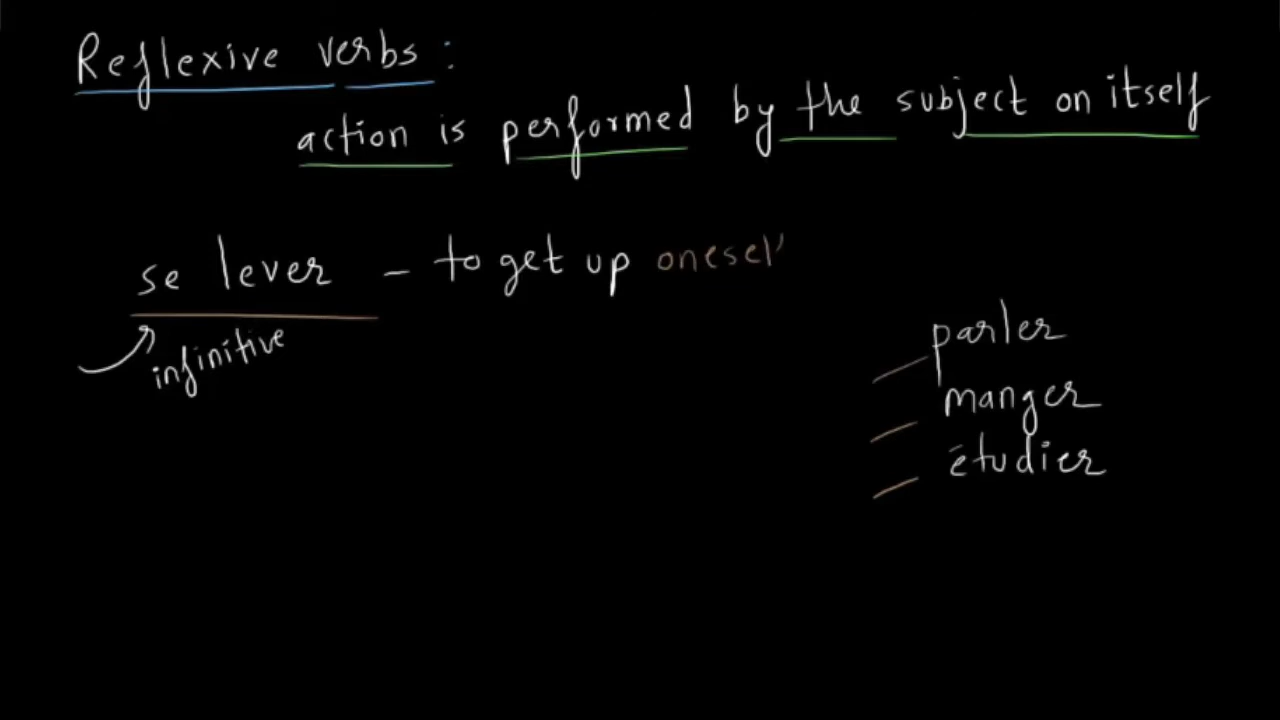 Reflexive verbs :
action is performed by the subject on itself
se lever - to get up onesel
infinitive
parler
manger
étudier